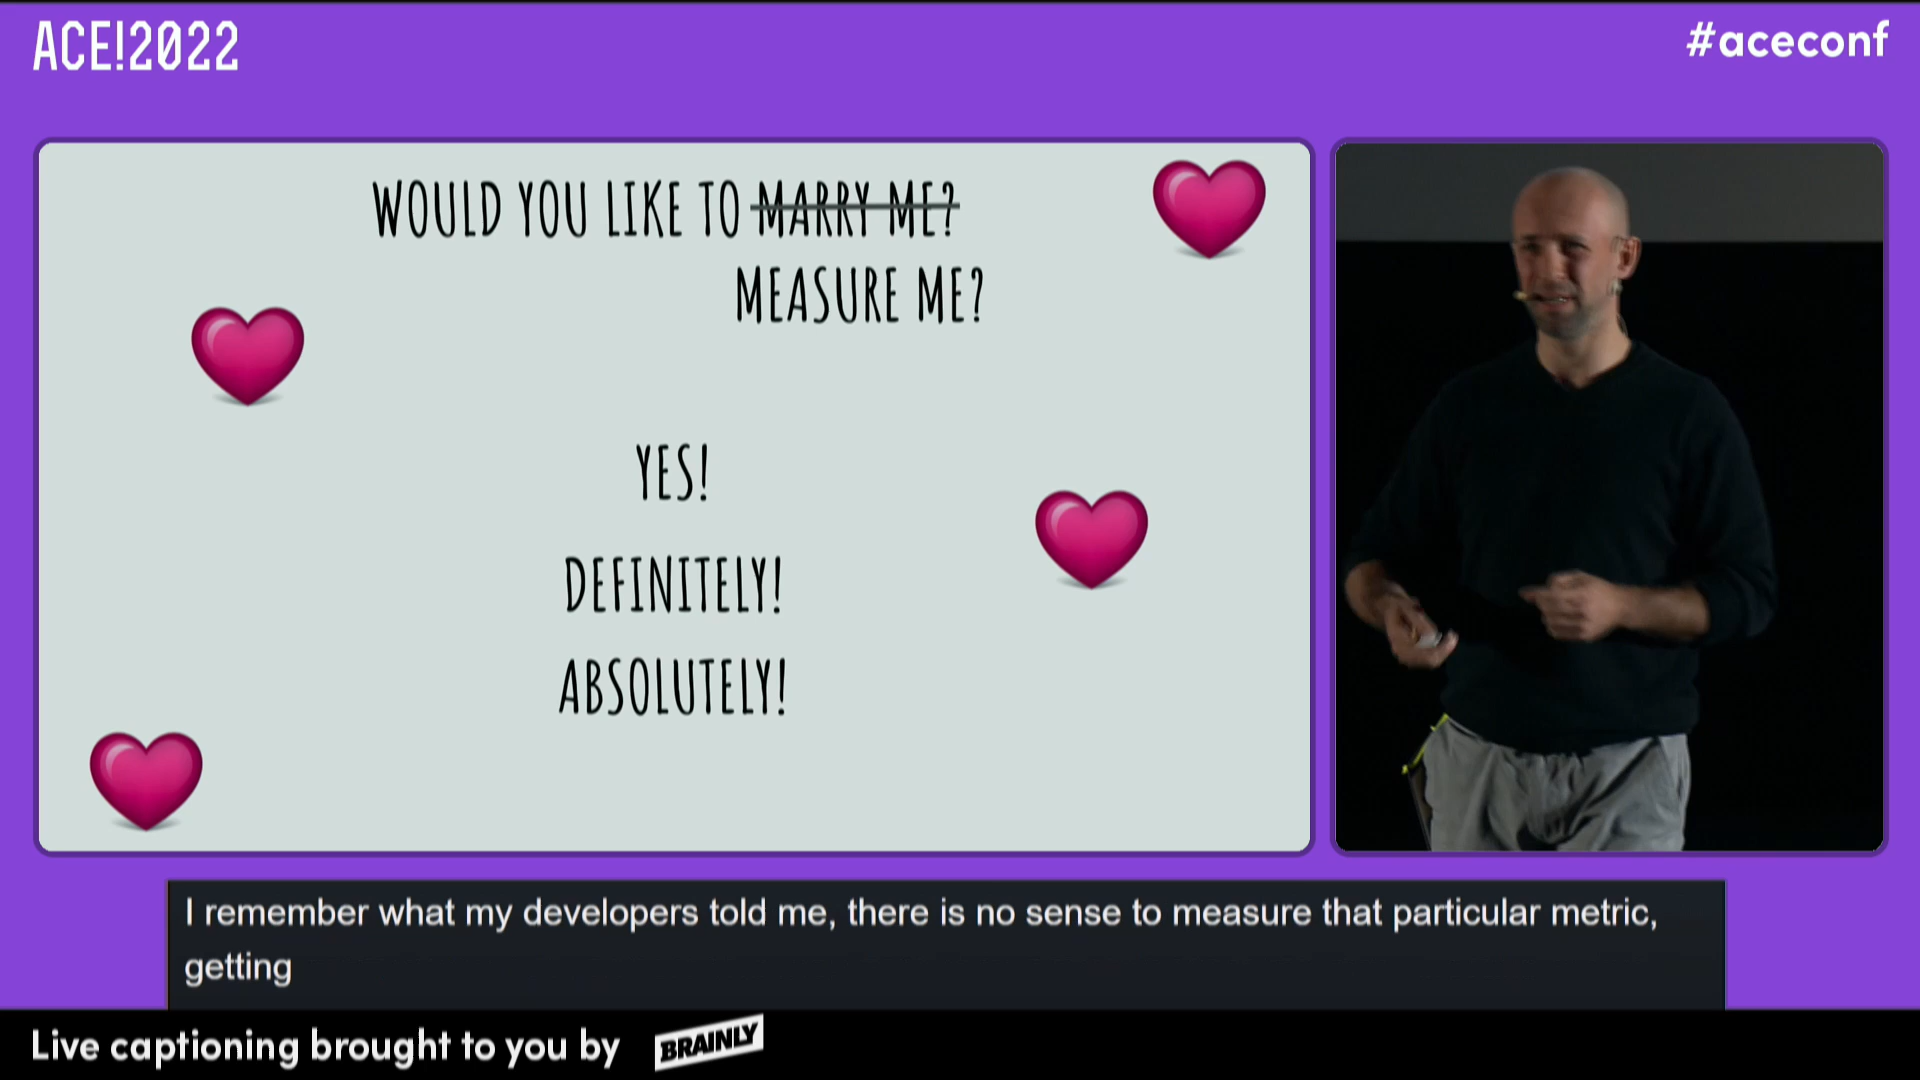 ACE!2022
#aceconf
WOULD YOU LIKE TO MARRY ME?
MEASURE ME?
YES!
DEFINITELY!
ABSOLUTELY!
I remember what my developers told me, there is no sense to measure that particular metric,
getting
Live captioning brought to you by BRAINLY